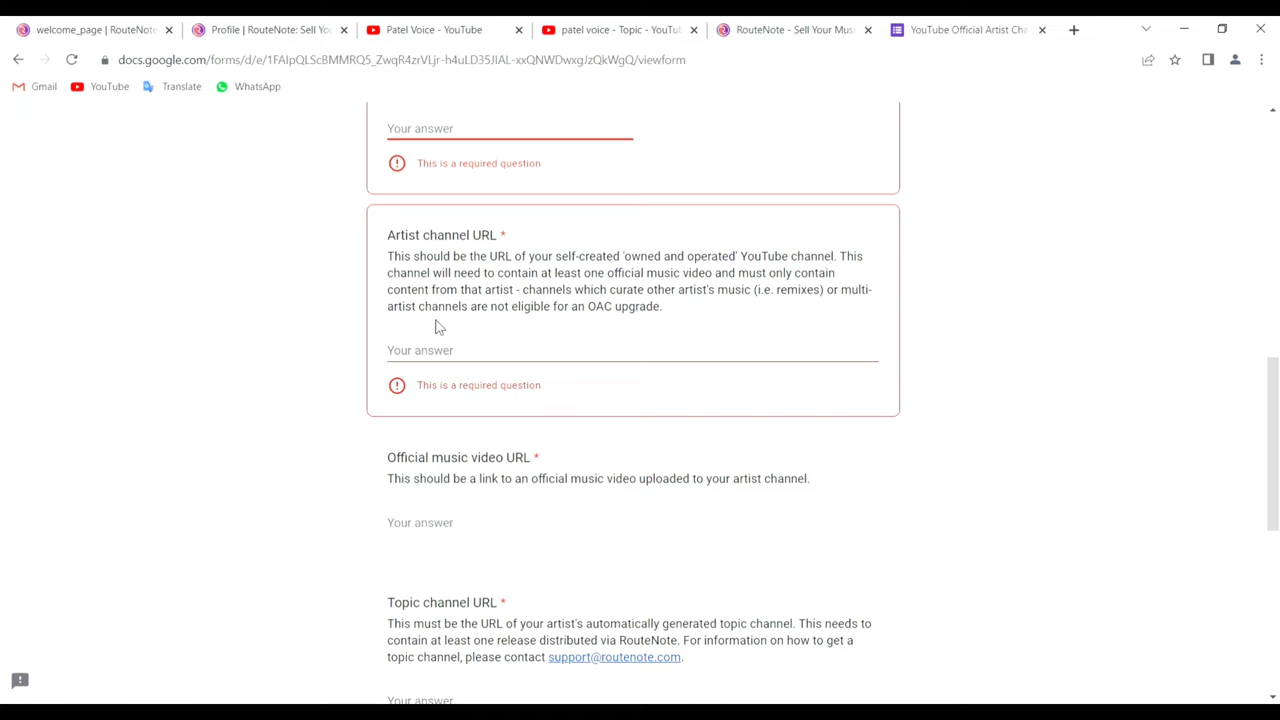 welcome_page | RouteNote
Profile | RouteNote: Sell Yo
Patel Voice - YouTube
patel voice - Topic - YouTu
RouteNote - Sell Your Mus
YouTube Official Artist Cha
docs.google.com/forms/d/e/1FAIpQLScBMMRQ5_ZwqR4zrVLjr-h4uLD35JIAL-xxQNWDwxgJzQkWgQ/viewform
Gmail
YouTube
Translate
WhatsApp
Your answer
This is a required question
Artist channel URL *
This should be the URL of your self-created 'owned and operated' YouTube channel. This
channel will need to contain at least one official music video and must only contain
content from that artist - channels which curate other artist's music (i.e. remixes) or multi-
artist channels are not eligible for an OAC upgrade.
Your answer
This is a required question
Official music video URL *
This should be a link to an official music video uploaded to your artist channel.
Your answer
Topic channel URL *
This must be the URL of your artist's automatically generated topic channel. This needs to
contain at least one release distributed via RouteNote. For information on how to get a
topic channel, please contact support@routenote.com.
Your answer